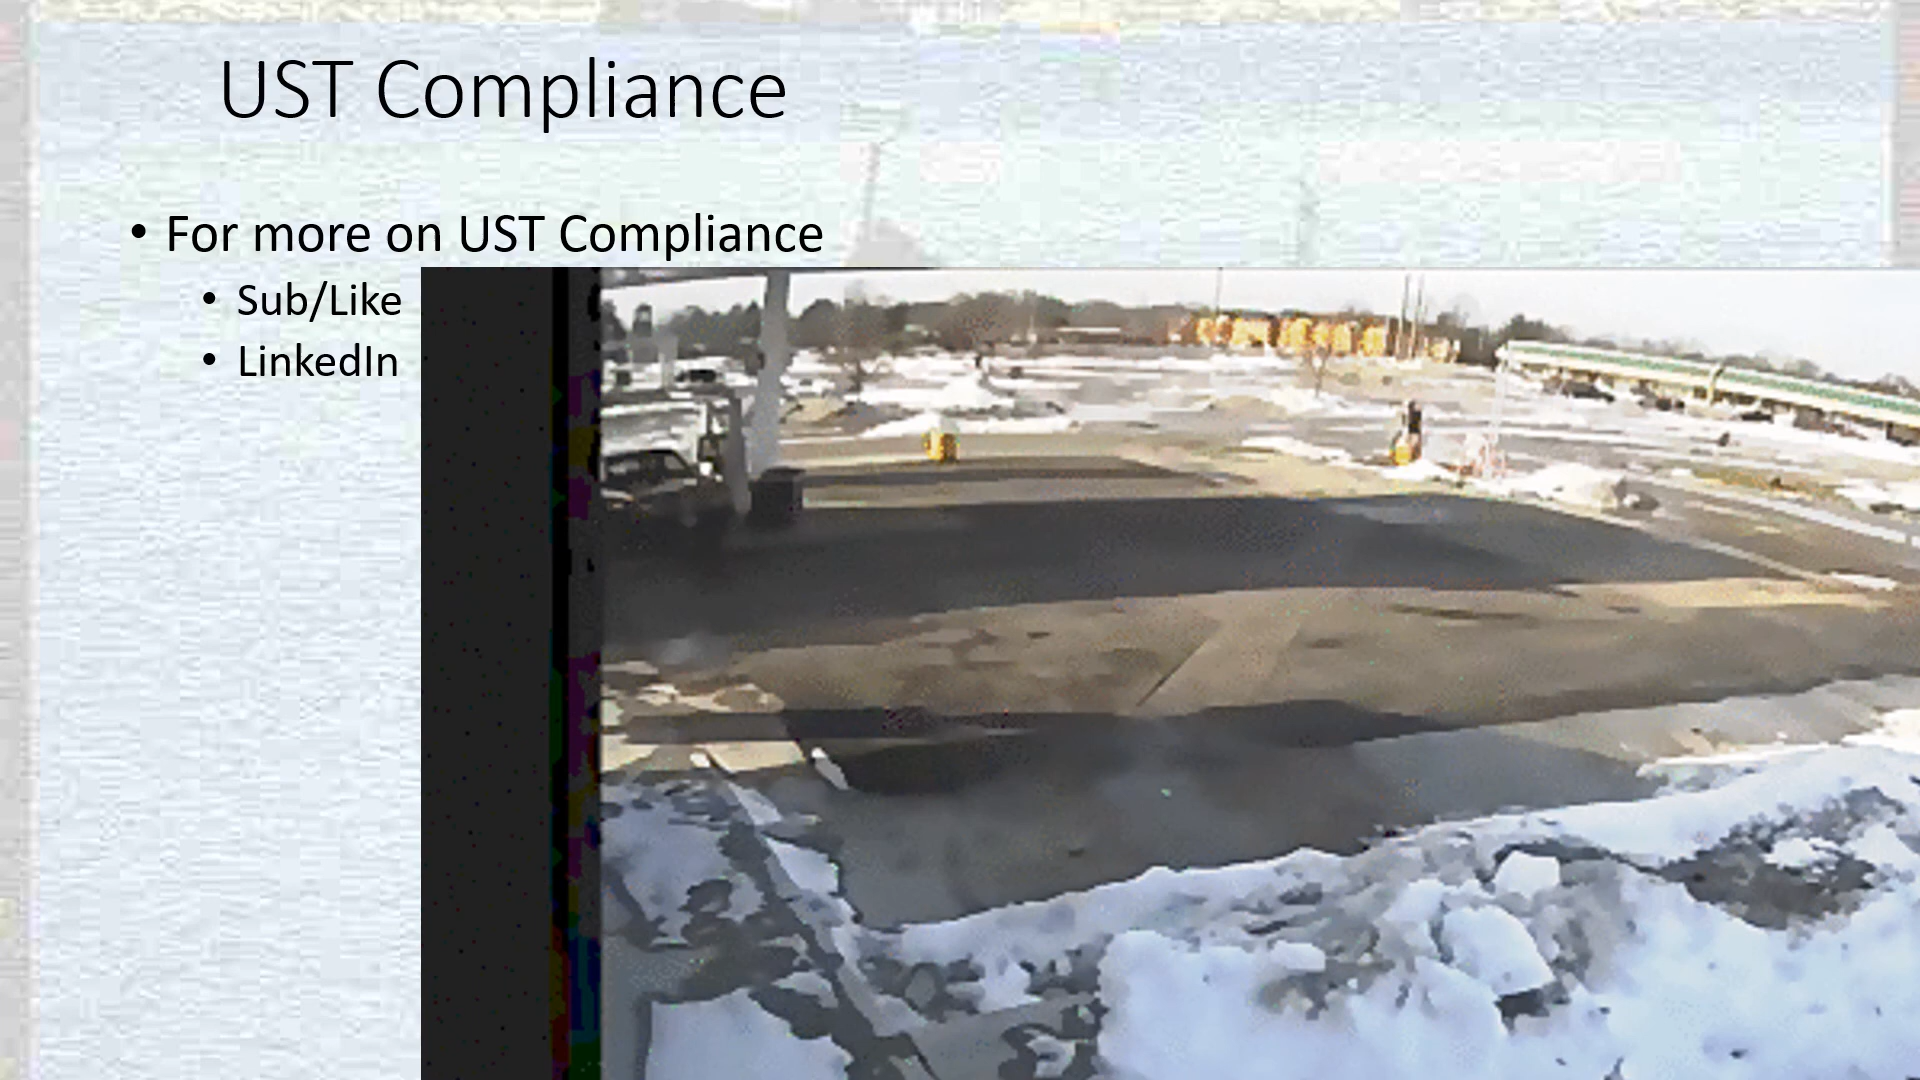 UST Compliance
• For more on UST Compliance
• Sub/Like
• LinkedIn